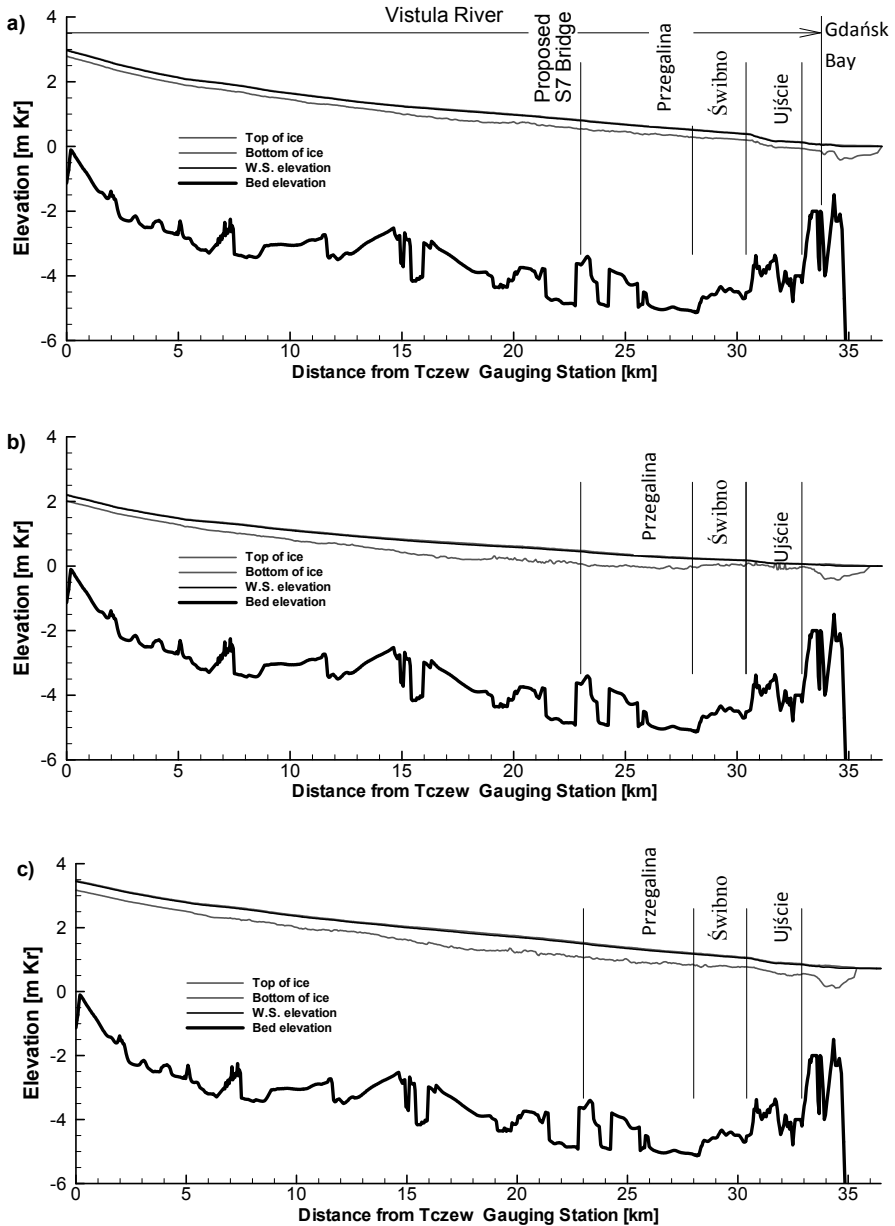 a)
Vistula River
Gdańsk
Bay
Proposed
S7 Bridge
Przegalina
Świbno
Ujście
Elevation [m Kr]
4
2
0
-2
-4
-6
Top of ice
Bottom of ice
W.S. elevation
Bed elevation
0 5 10 15 20 25 30 35
Distance from Tczew Gauging Station [km]
b)
Przegalina
Świbno
Ujście
Elevation [m Kr]
4
2
0
-2
-4
-6
Top of ice
Bottom of ice
W.S. elevation
Bed elevation
0 5 10 15 20 25 30 35
Distance from Tczew Gauging Station [km]
c)
Przegalina
Świbno
Ujście
Elevation [m Kr]
4
2
0
-2
-4
-6
Top of ice
Bottom of ice
W.S. elevation
Bed elevation
0 5 10 15 20 25 30 35
Distance from Tczew Gauging Station [km]